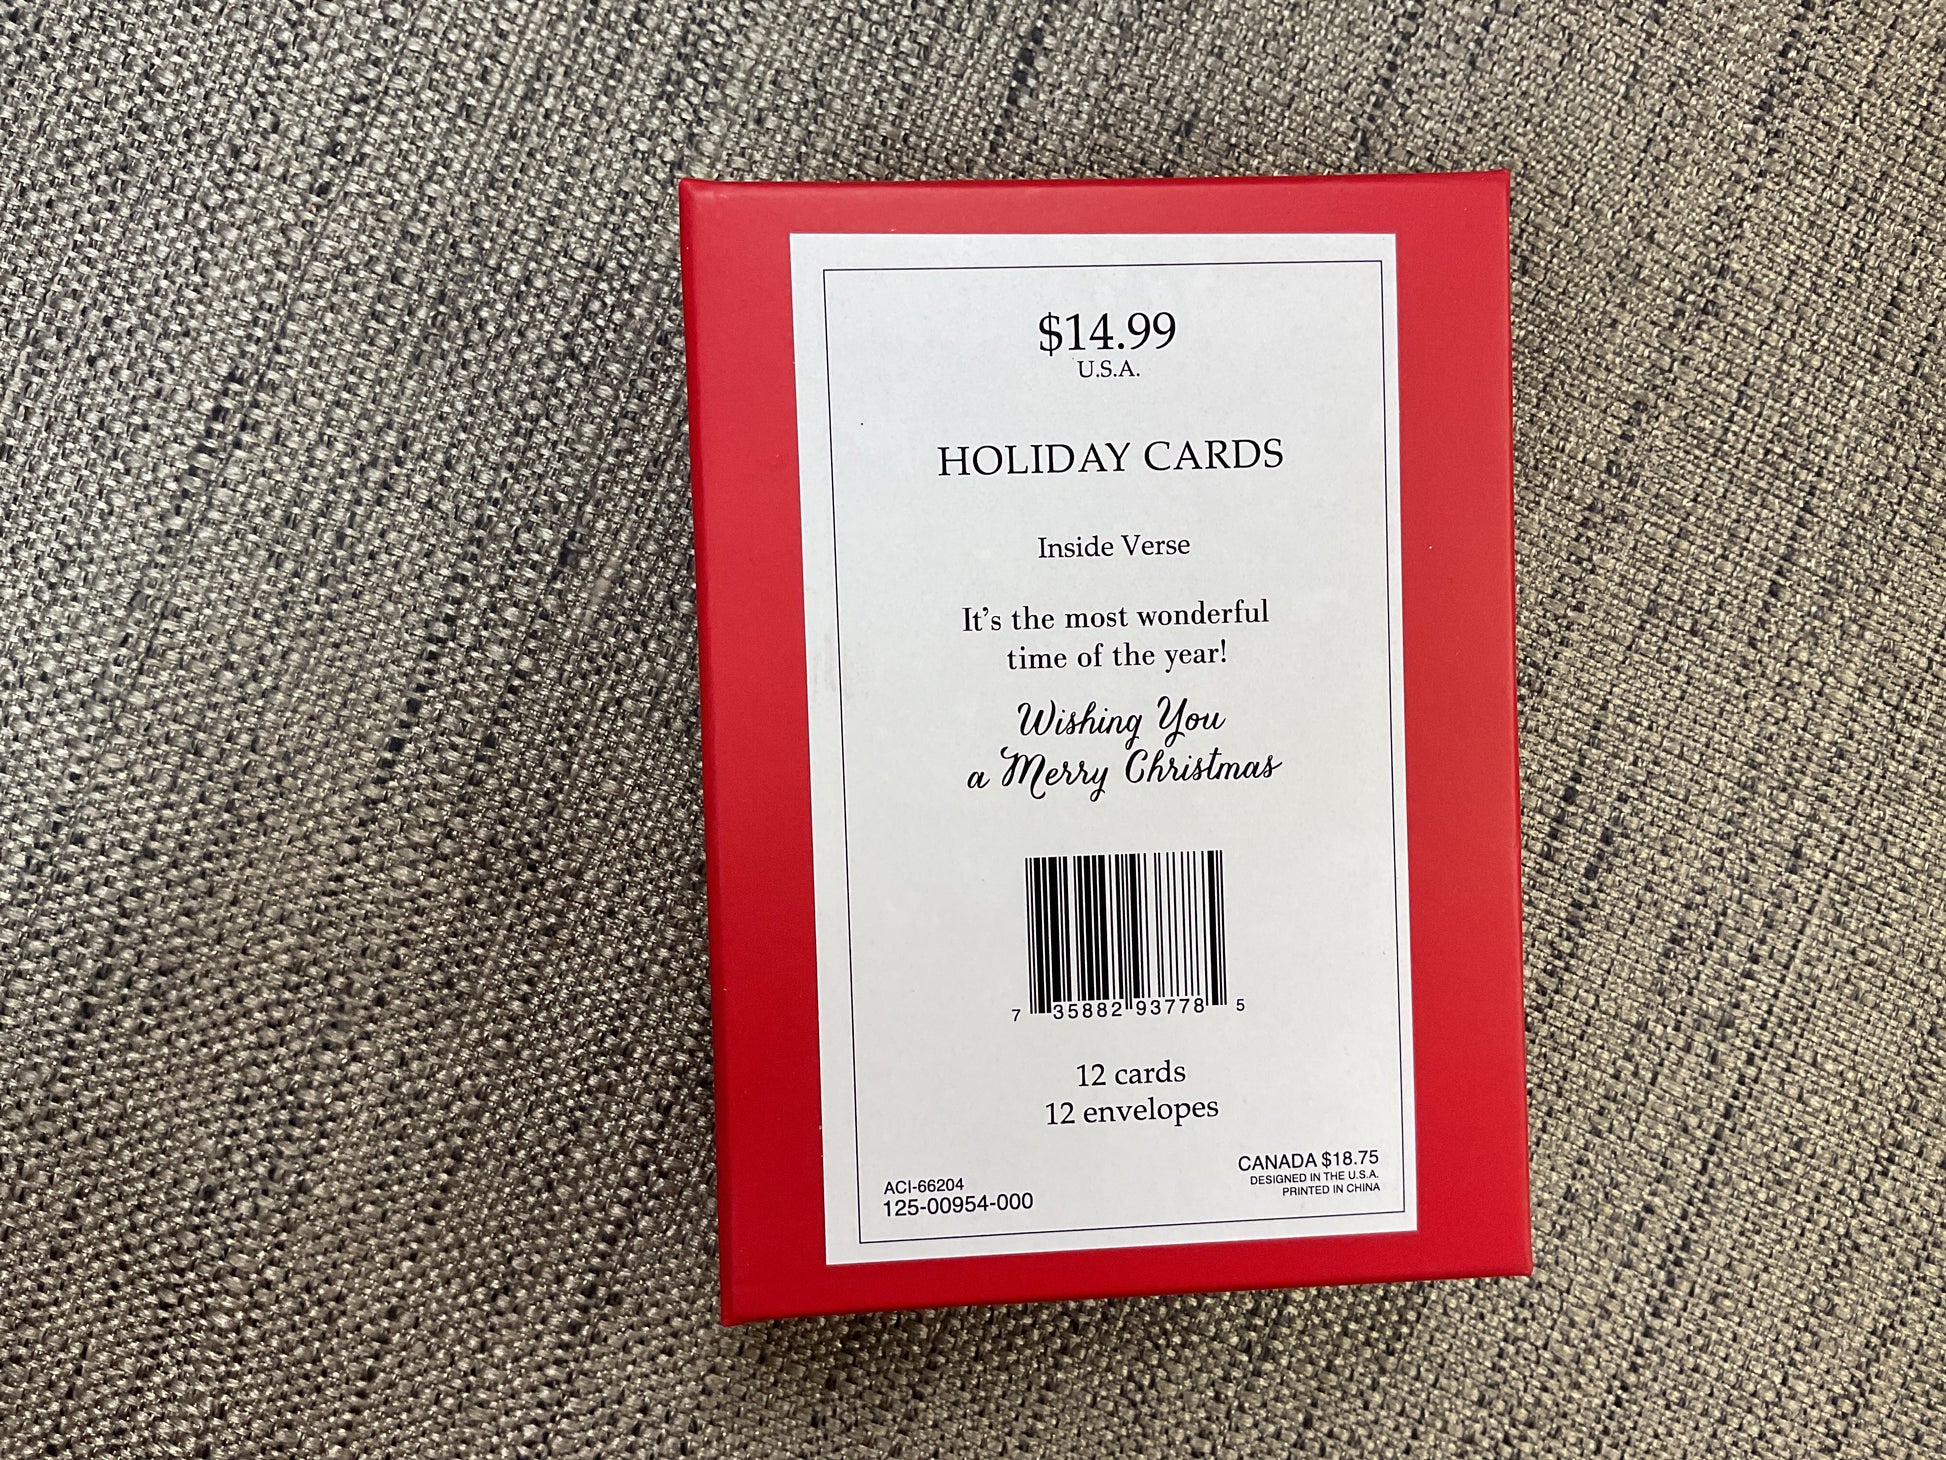 $14.99
U.S.A.
HOLIDAY CARDS
Inside Verse
It's the most wonderful
time of the year!
Wishing You
a Merry Christmas
7 35882 93778 5
12 cards
12 envelopes
ACI-66204
125-00954-000
CANADA $18.75
DESIGNED IN THE U.S.A.
PRINTED IN CHINA